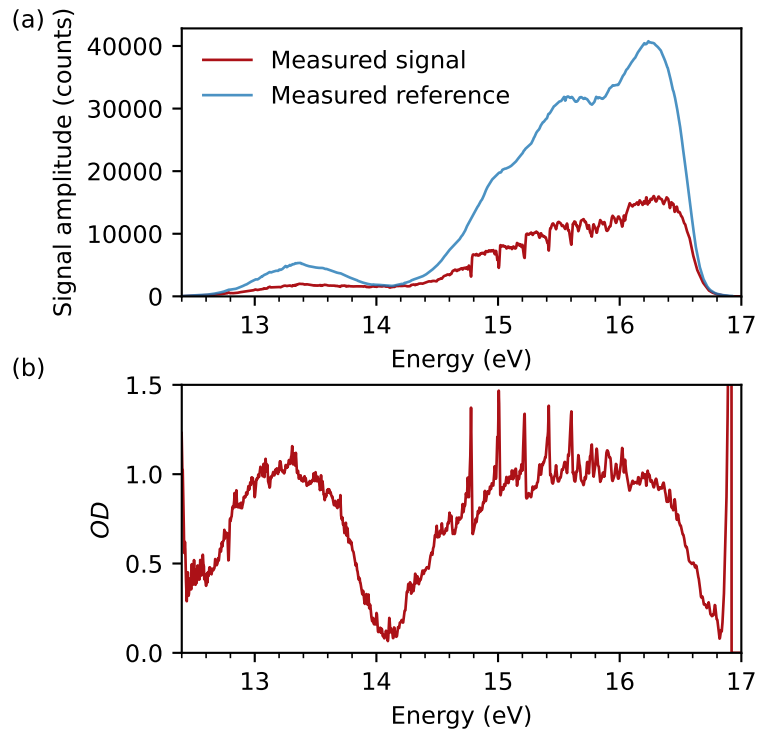 (a)
Signal amplitude (counts)
40000
30000
20000
10000
0
Measured signal
Measured reference
13 14 15 16 17
Energy (eV)
(b)
OD
1.5
1.0
0.5
0.0
13 14 15 16 17
Energy (eV)